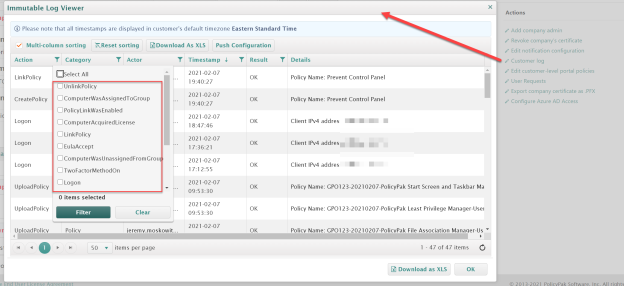 Immutable Log Viewer ×
Please note that all timestamps are displayed in customer's default timezone Eastern Standard Time
Multi-column sorting Reset sorting Download As XLS Push Configuration
Action Category Actor Timestamp ↓ Result Details
LinkPolicy 2021-02-07 19:40:27 OK Policy Name: Prevent Control Panel
CreatePolicy 2021-02-07 19:40:27 OK Policy Name: Prevent Control Panel
Logon 2021-02-07 18:47:46 OK Client IPv4 addres
Logon 2021-02-07 17:36:21 OK Client IPv4 addres
Logon 2021-02-07 17:12:55 OK Client IPv4 addres
UploadPolicy 2021-02-07 09:53:30 OK Policy Name: GPO123-20210207-PolicyPak Start Screen and Taskbar Ma
UploadPolicy 2021-02-07 09:53:30 OK Policy Name: GPO123-20210207-PolicyPak Least Privilege Manager-User
UploadPolicy Policy jeremy.moskowit... 2021-02-07 OK Policy Name: GPO123-20210207-PolicyPak File Association Manager-Us
Select All
UnlinkPolicy
ComputerWasAssignedToGroup
PolicyLinkWasEnabled
ComputerAcquiredLicense
LinkPolicy
EulaAccept
ComputerWasUnassignedFromGroup
TwoFactorMethodOn
Logon
0 items selected
Filter Clear
1 50 items per page 1 - 47 of 47 items
Download as XLS OK
Actions
Add company admin
Revoke company's certificate
Edit notification configuration
Customer log
Edit customer level portal policies
User Requests
Export company certificate as .PFX
Configure Azure AD Access
2021 PolicyPak Software Inc. All rights